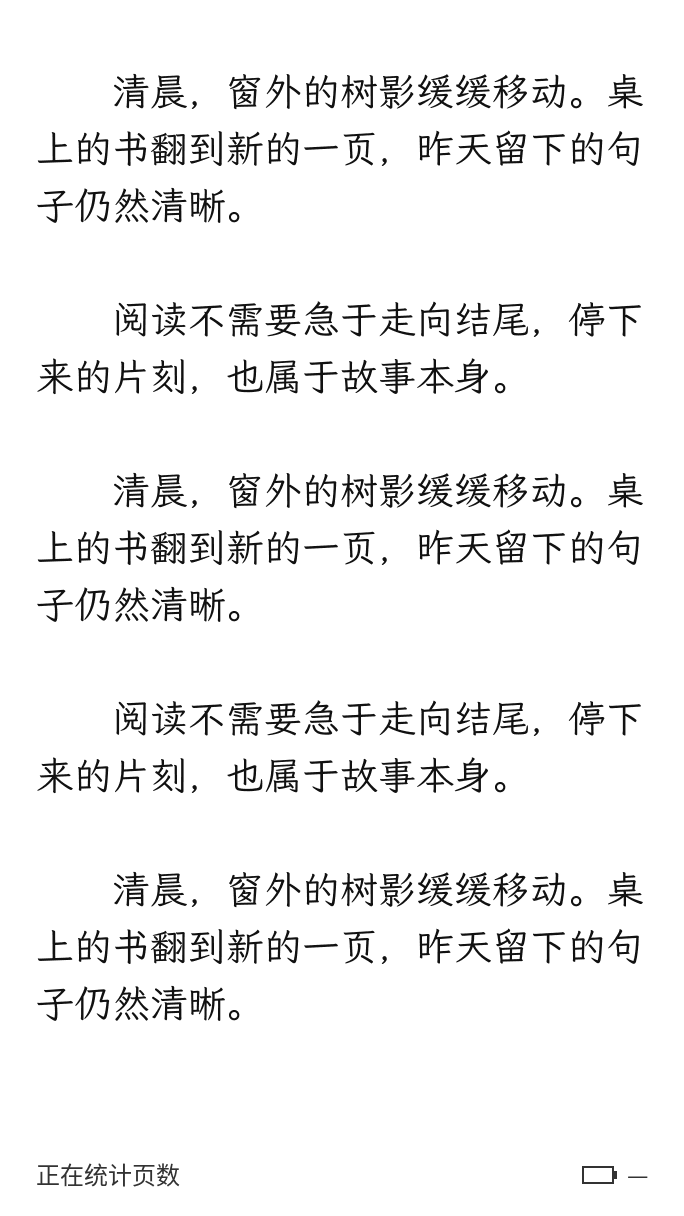 清晨，窗外的树影缓缓移动。桌
上的书翻到新的一页，昨天留下的句
子仍然清晰。
阅读不需要急于走向结尾，停下
来的片刻，也属于故事本身。
清晨，窗外的树影缓缓移动。桌
上的书翻到新的一页，昨天留下的句
子仍然清晰。
阅读不需要急于走向结尾，停下
来的片刻，也属于故事本身。
清晨，窗外的树影缓缓移动。桌
上的书翻到新的一页，昨天留下的句
子仍然清晰。
正在统计页数 —